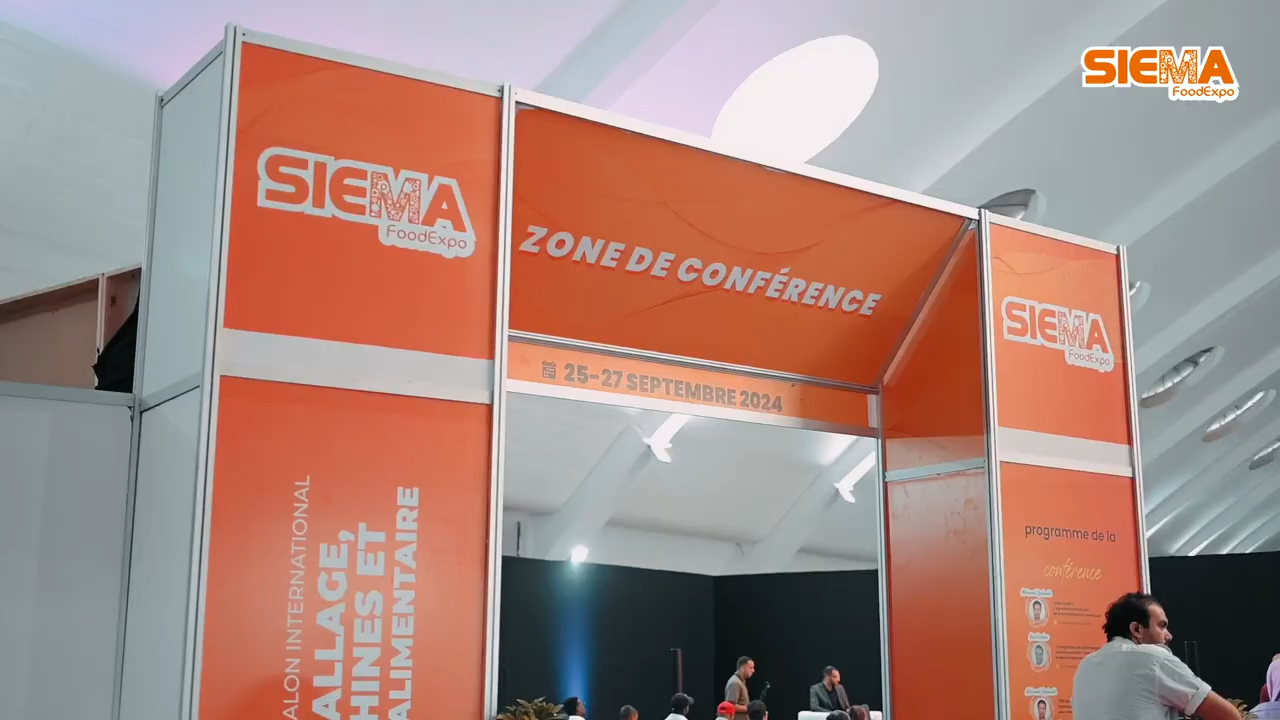 SIEMA
FoodExpo
SIEMA
FoodExpo
ZONE DE CONFÉRENCE
25-27 SEPTEMBRE 2024
SIEMA
FoodExpo
ALON INTERNATIONAL
ALLAGE,
HINES ET
ALIMENTAIRE
programme de la
conférence